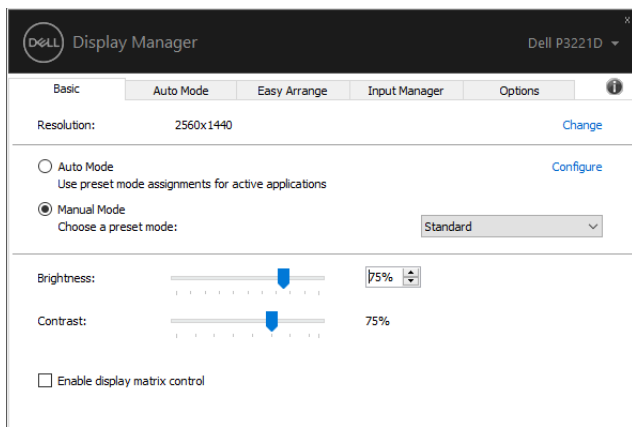 DELL Display Manager Dell P3221D
x
Basic Auto Mode Easy Arrange Input Manager Options i
Resolution: 2560x1440 Change
Auto Mode Configure
Use preset mode assignments for active applications
Manual Mode
Choose a preset mode: Standard
Brightness: 75%
Contrast: 75%
Enable display matrix control